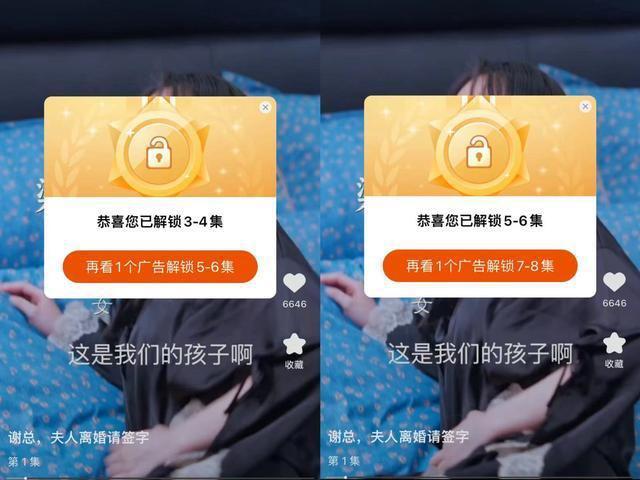 恭喜您已解锁3-4集
再看1个广告解锁5-6集
6646
女
这是我们的孩子啊
收藏
谢总，夫人离婚请签字
第1集
恭喜您已解锁5-6集
再看1个广告解锁7-8集
6646
女
这是我们的孩子啊
收藏
谢总，夫人离婚请签字
第1集